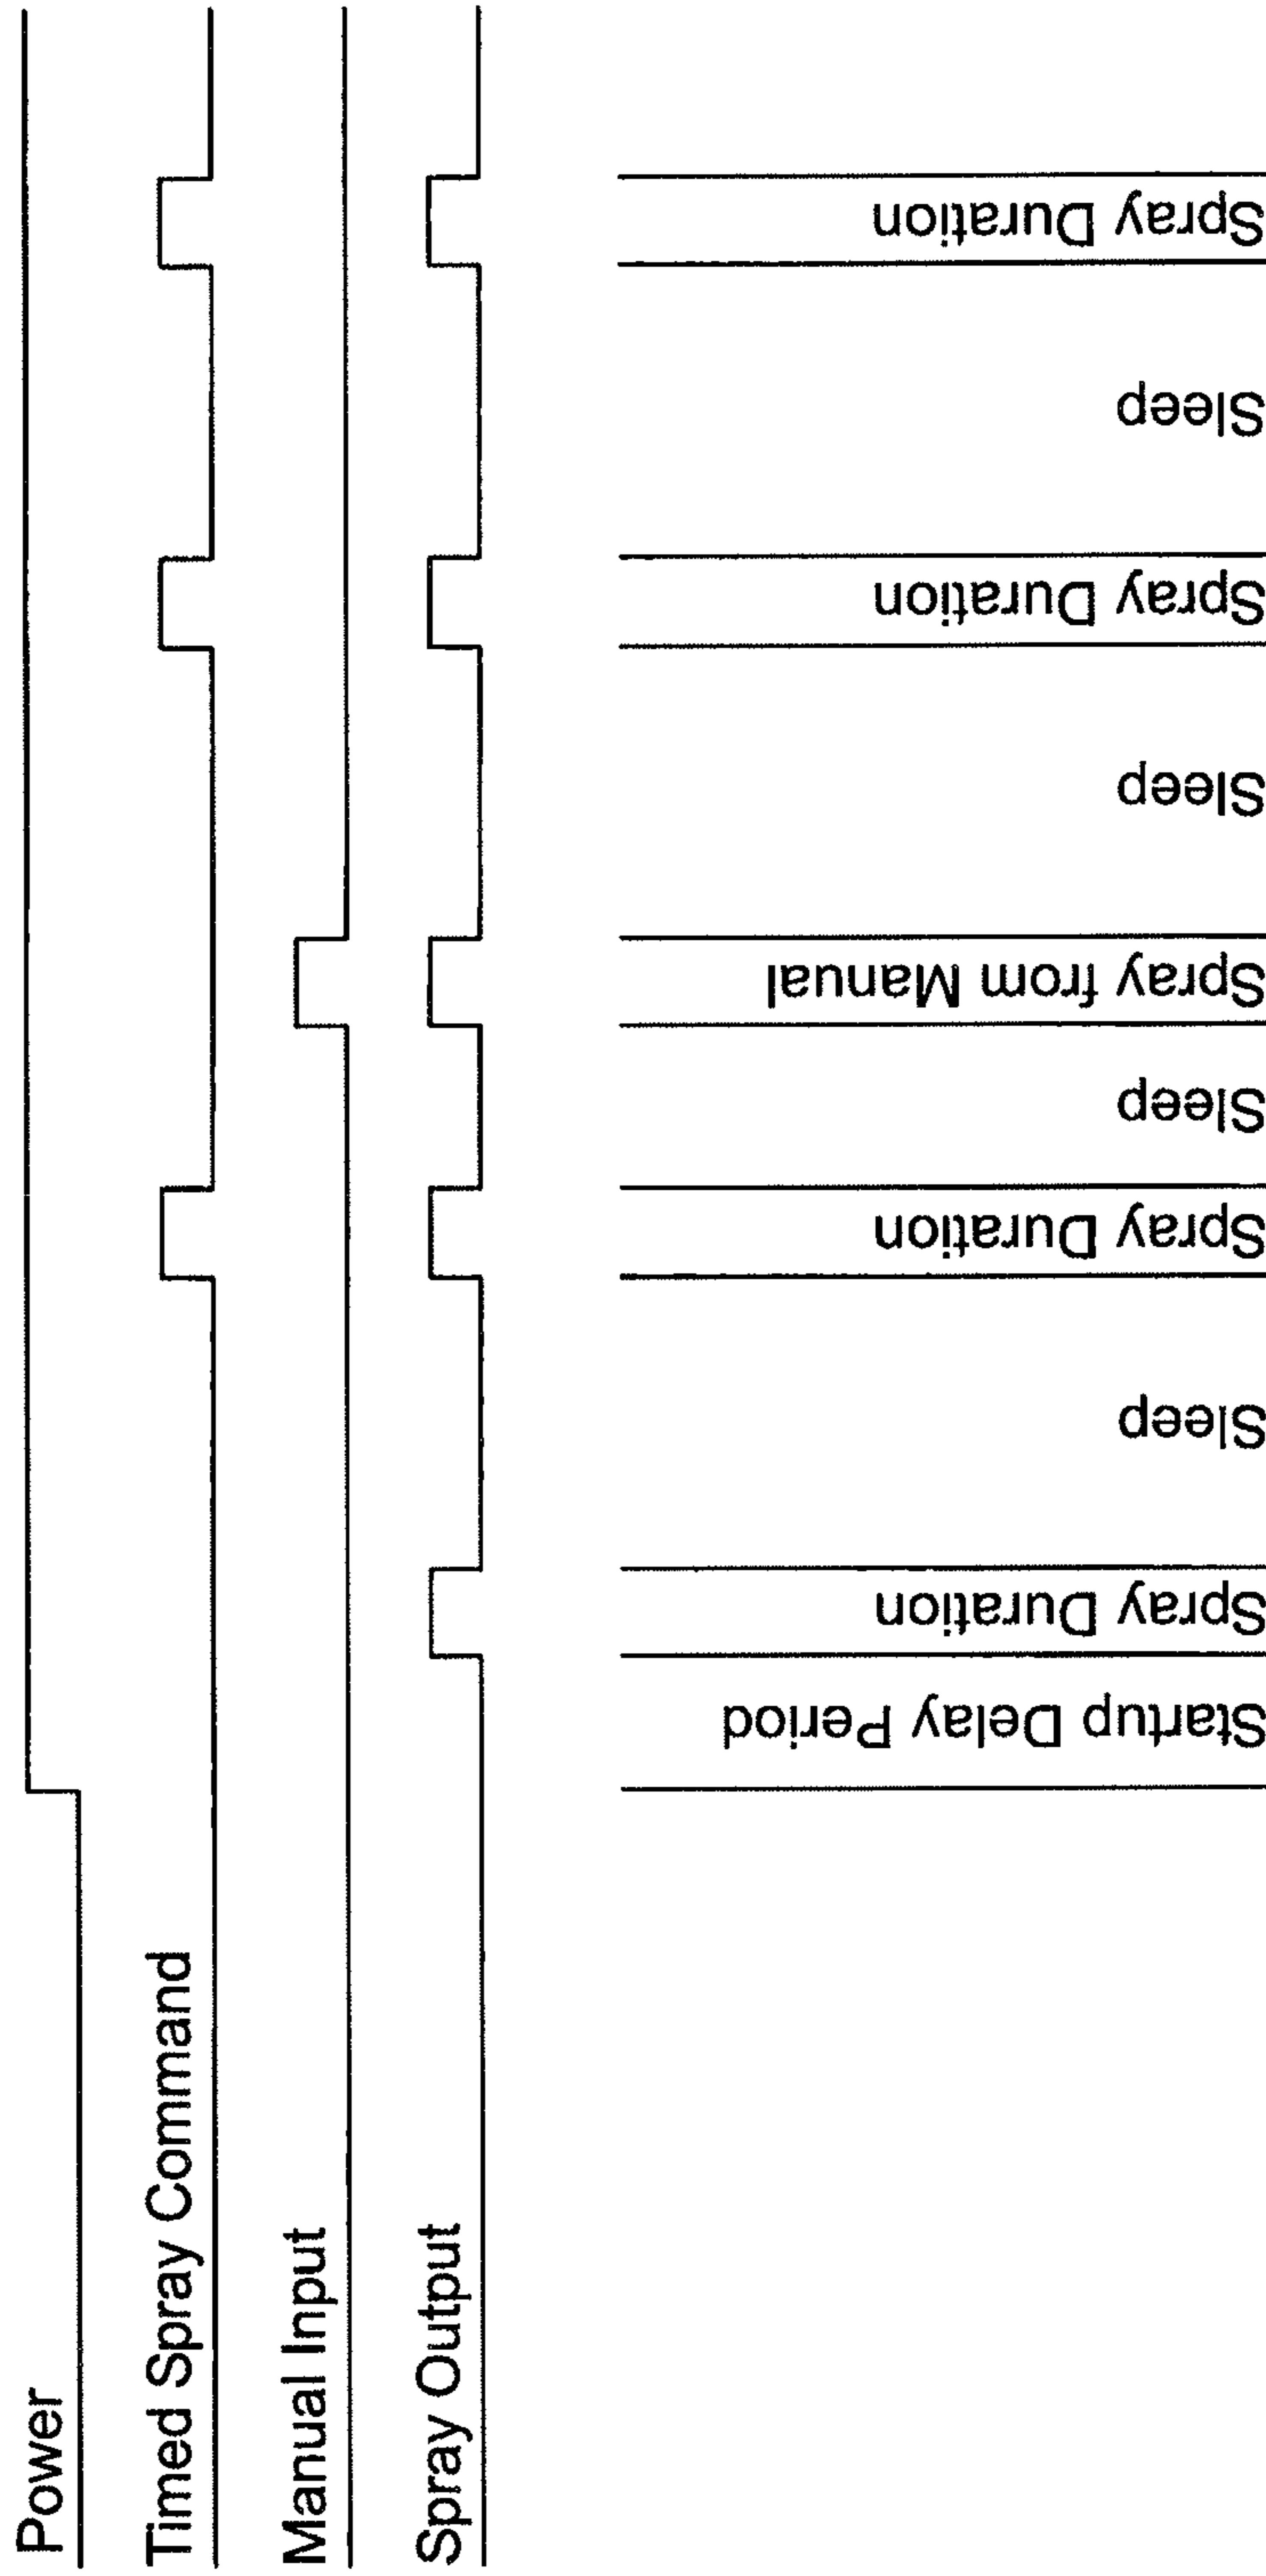 Power
Timed Spray Command
Manual Input
Spray Output
Startup Delay Period
Spray Duration
Sleep
Spray Duration
Sleep
Spray from Manual
Sleep
Spray Duration
Sleep
Spray Duration